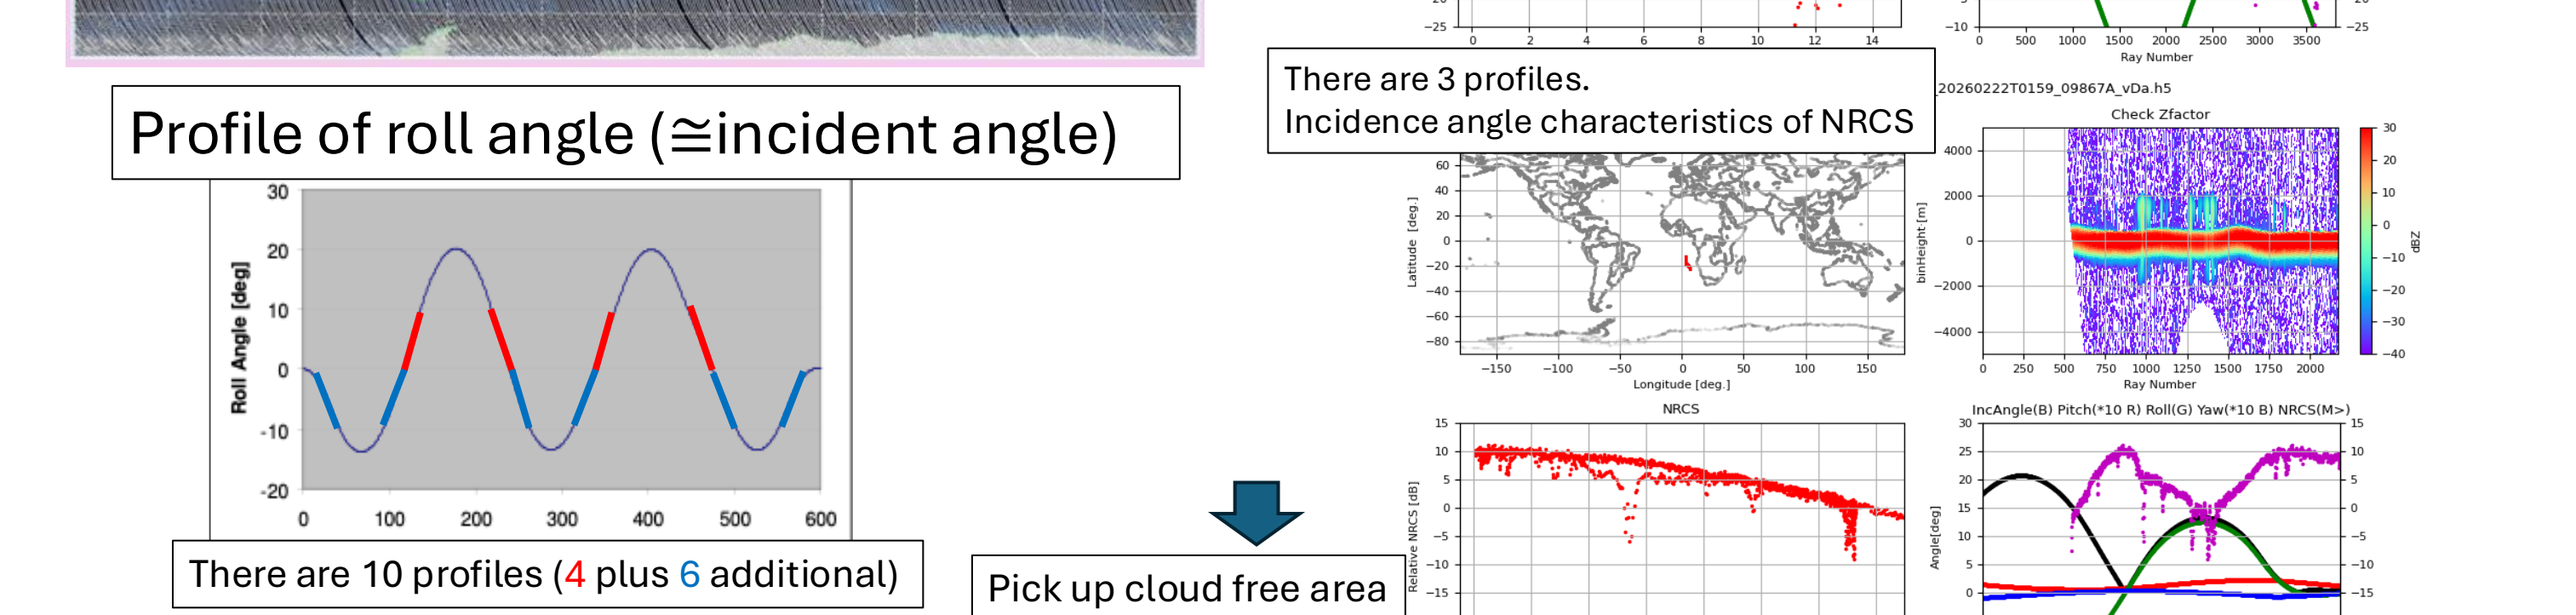 Profile of roll angle (≅incident angle)
Roll Angle [deg]
30
20
10
0
-10
-20
0 100 200 300 400 500 600
There are 10 profiles (4 plus 6 additional)
Pick up cloud free area
−25
0 2 4 6 8 10 12 14
−10
−25
0 500 1000 1500 2000 2500 3000 3500
Ray Number
There are 3 profiles.
Incidence angle characteristics of NRCS
_20260222T0159_09867A_vDa.h5
Latitude [deg.]
60
40
20
0
−20
−40
−60
−80
−150 −100 −50 0 50 100 150
Longitude [deg.]
Check Zfactor
binHeight [m]
4000
2000
0
−2000
−4000
0 250 500 750 1000 1250 1500 1750 2000
Ray Number
30
20
10
0
−10
−20
−30
−40
dBZ
NRCS
Relative NRCS [dB]
15
10
5
0
−5
−10
−15
IncAngle(B) Pitch(*10 R) Roll(G) Yaw(*10 B) NRCS(M>)
Angle[deg]
30
25
20
15
10
5
0
15
10
5
0
−5
−10
−15